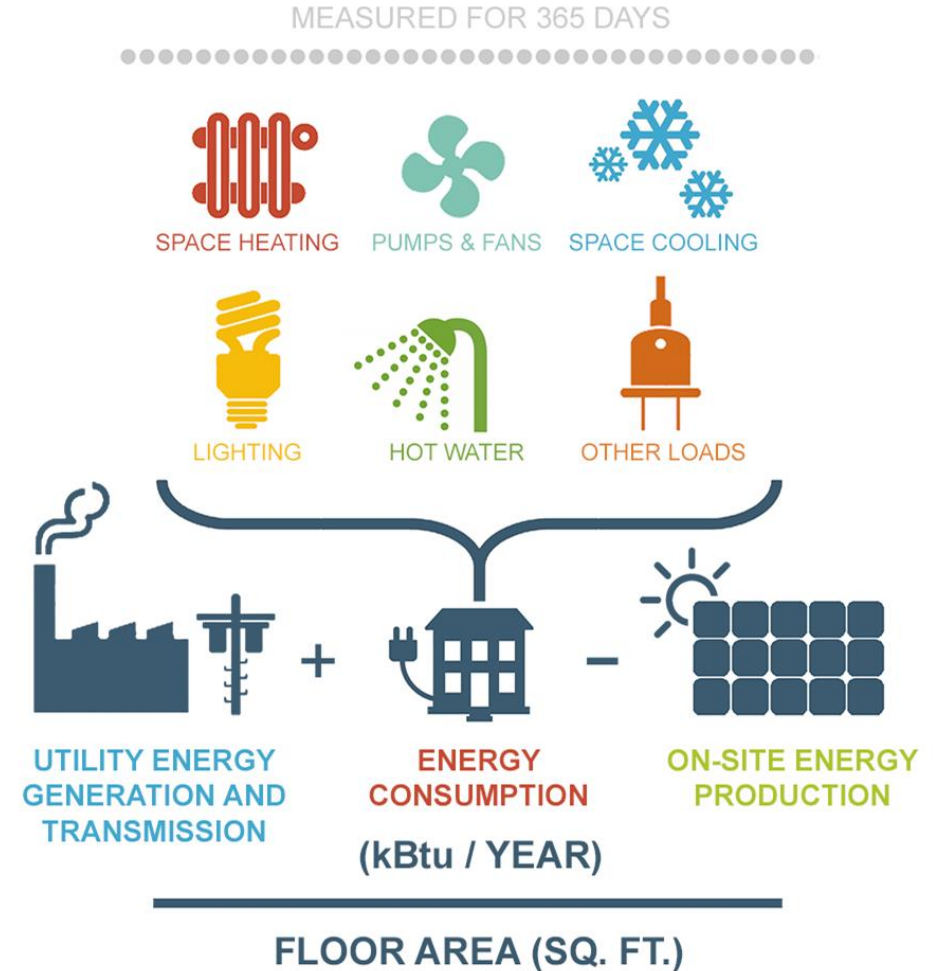 MEASURED FOR 365 DAYS
SPACE HEATING
PUMPS & FANS
SPACE COOLING
LIGHTING
HOT WATER
OTHER LOADS
+
−
UTILITY ENERGY
GENERATION AND
TRANSMISSION
ENERGY
CONSUMPTION
ON-SITE ENERGY
PRODUCTION
(kBtu / YEAR)
FLOOR AREA (SQ. FT.)